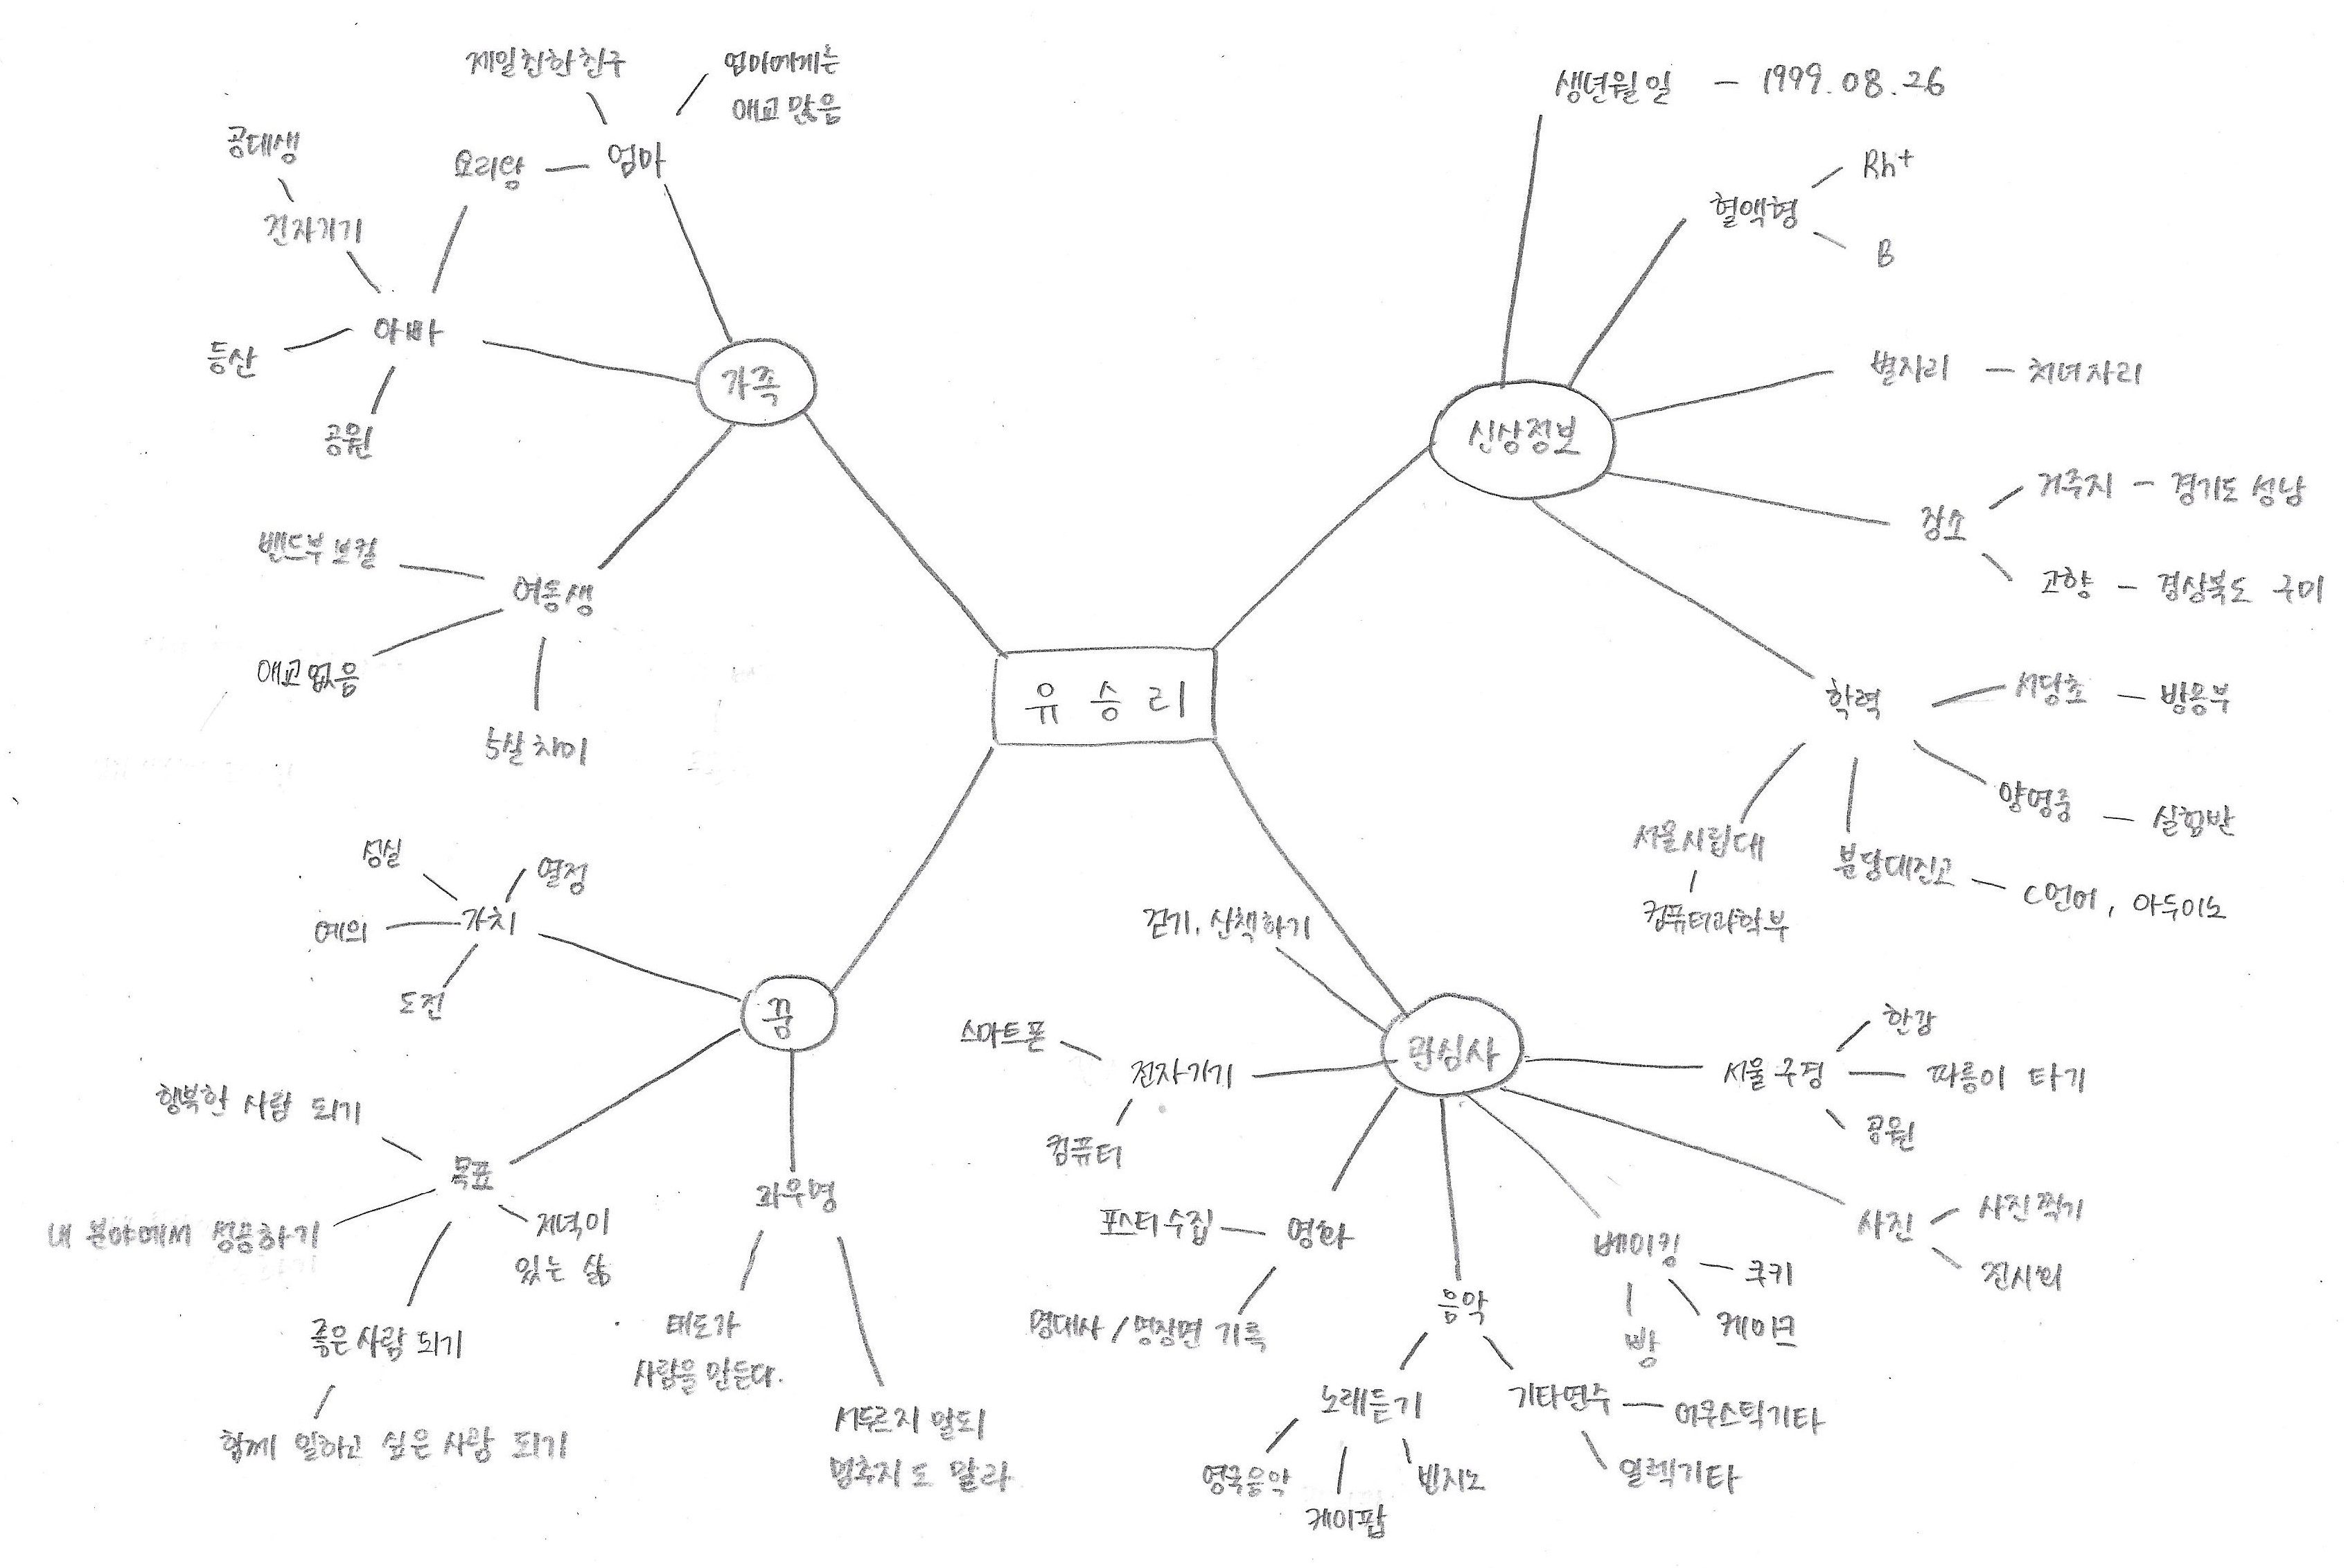 제일친한친구
엄마에게는
애교 많음
엄마
요리랑
공대생
전자기기
아빠
등산
공원
가족
밴드부 보컬
여동생
애교없음
5살차이
생년월일 - 1999.08.26
혈액형
Rh+
B
신상정보
별자리 - 처녀자리
장소
거주지 - 경기도 성남
고향 - 경상북도 구미
학력
서당초 - 방송부
양영중 - 실험반
분당대진고 - C언어, 아두이노
서울시립대
컴퓨터과학부
유승리
성실
열정
가치
예의
도전
꿈
행복한 사람 되기
목표
내 분야에서 성공하기
저녁이
있는 삶
좋은사람 되기
함께 일하고 싶은 사람 되기
좌우명
태도가
사람을 만든다.
서두르지 말되
멈추지도 말라
걷기, 산책하기
관심사
스마트폰
전자기기
컴퓨터
포스터 수집
영화
명대사 / 명장면 기록
음악
노래듣기
영국음악
케이팝
빈지노
기타연주
어쿠스틱기타
일렉기타
베이킹
쿠키
케이크
빵
서울 구경
한강
따릉이 타기
공원
사진
사진찍기
전시회